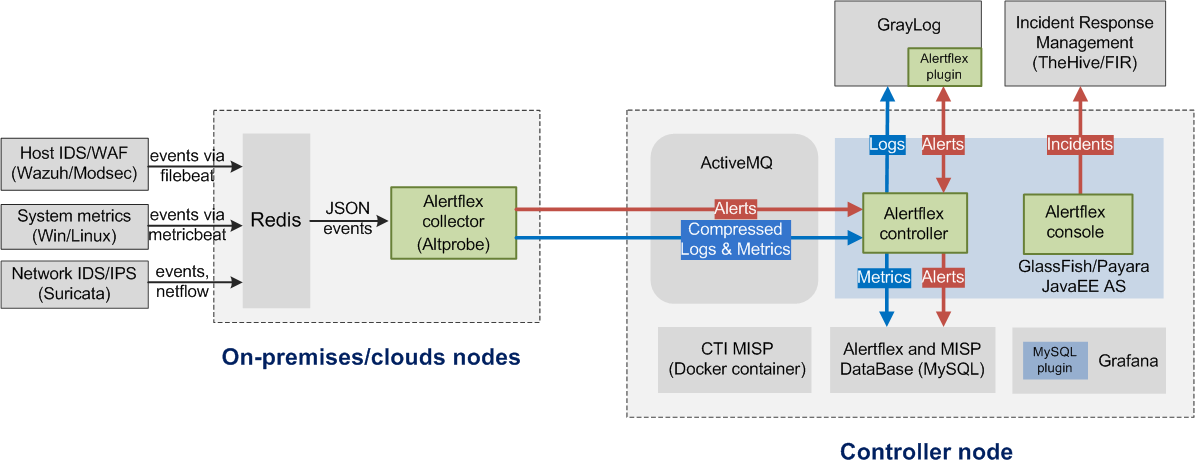 GrayLog
Alertflex
plugin
Incident Response
Management
(TheHive/FIR)
Host IDS/WAF
(Wazuh/Modsec)
events via
filebeat
System metrics
(Win/Linux)
events via
metricbeat
Network IDS/IPS
(Suricata)
events,
netflow
Redis
JSON
events
Alertflex
collector
(Altprobe)
On-premises/clouds nodes
ActiveMQ
Alerts
Compressed
Logs & Metrics
Logs
Alerts
Incidents
Alertflex
controller
Alertflex
console
GlassFish/Payara
JavaEE AS
Metrics
Alerts
CTI MISP
(Docker container)
Alertflex and MISP
DataBase (MySQL)
MySQL
plugin
Grafana
Controller node